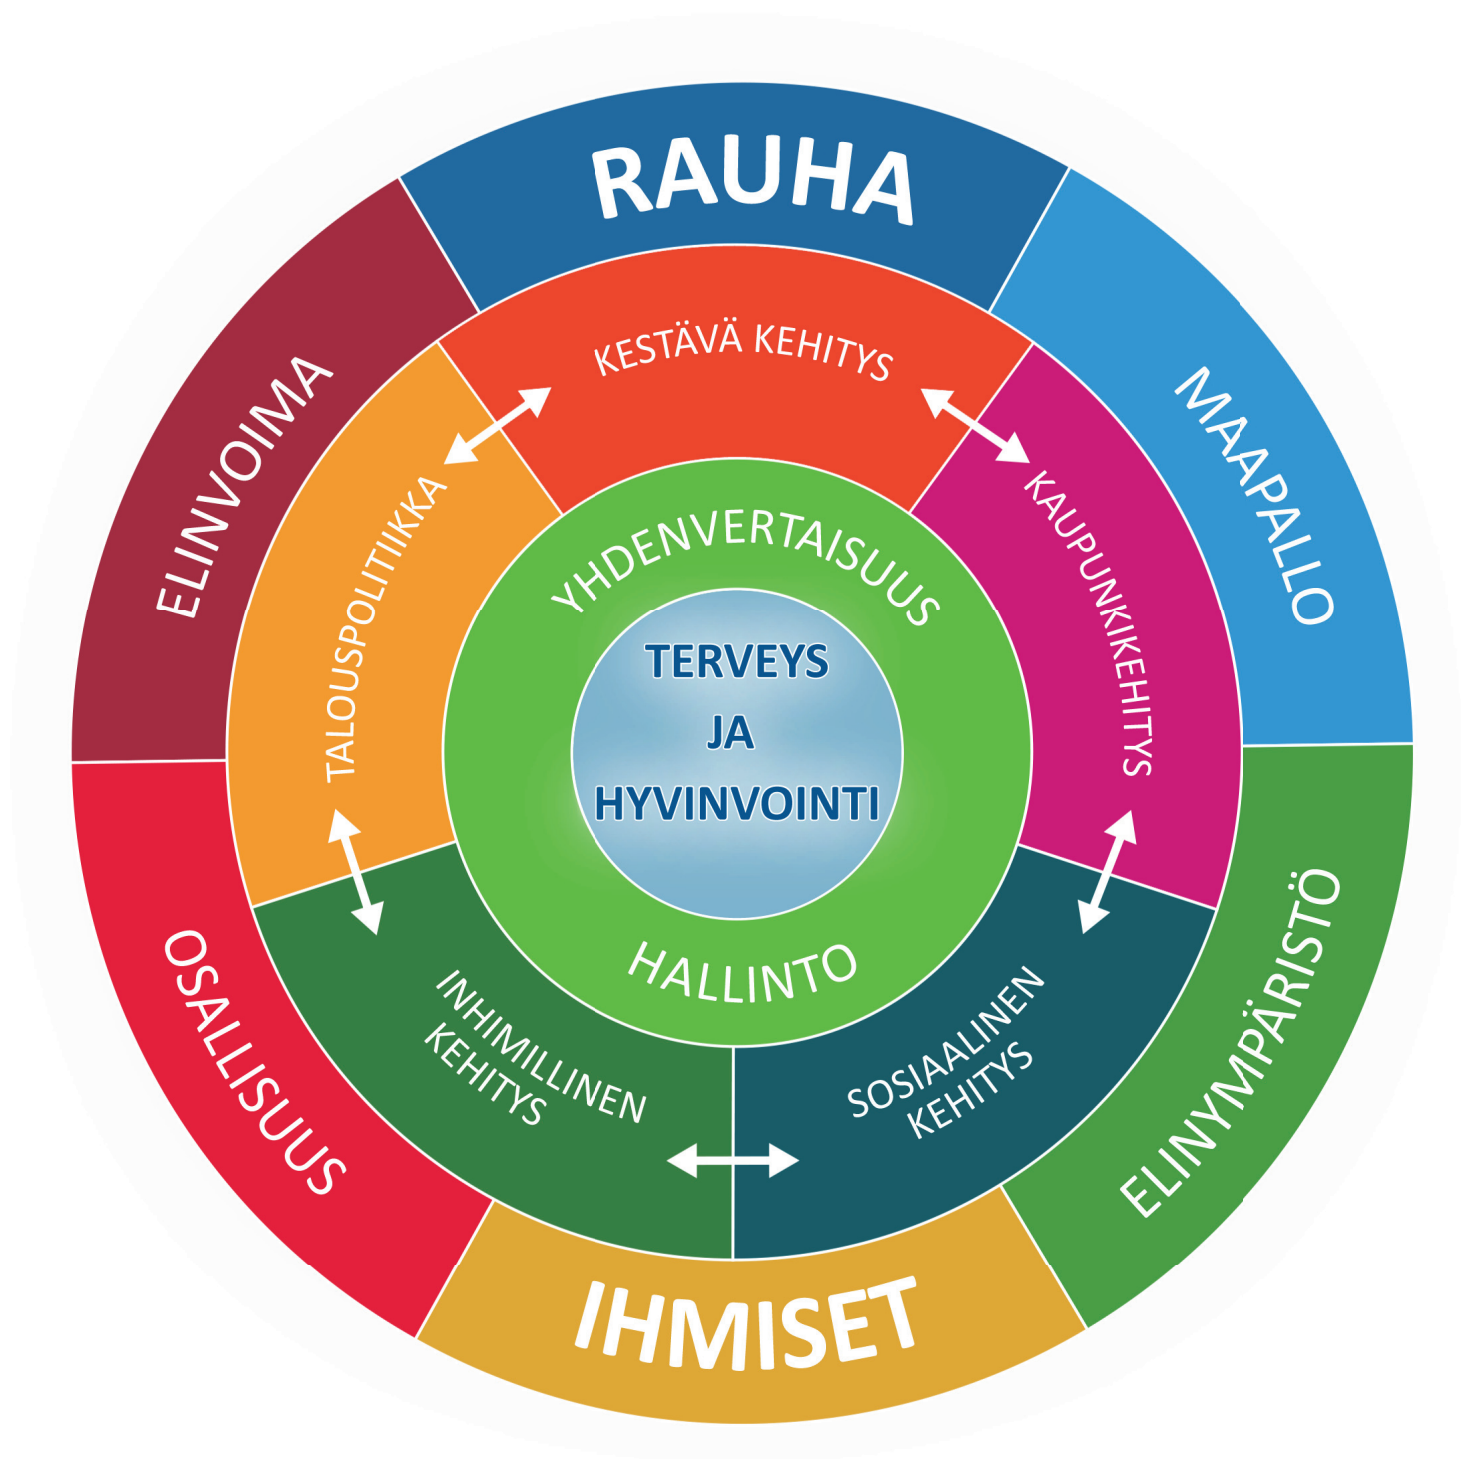 RAUHA
MAAPALLO
ELINYMPÄRISTÖ
IHMISET
OSALLISUUS
ELINVOIMA
KESTÄVÄ KEHITYS
KAUPUNKIKEHITYS
SOSIAALINEN
KEHITYS
INHIMILLINEN
KEHITYS
TALOUSPOLITIIKKA
YHDENVERTAISUUS
HALLINTO
TERVEYS
JA
HYVINVOINTI